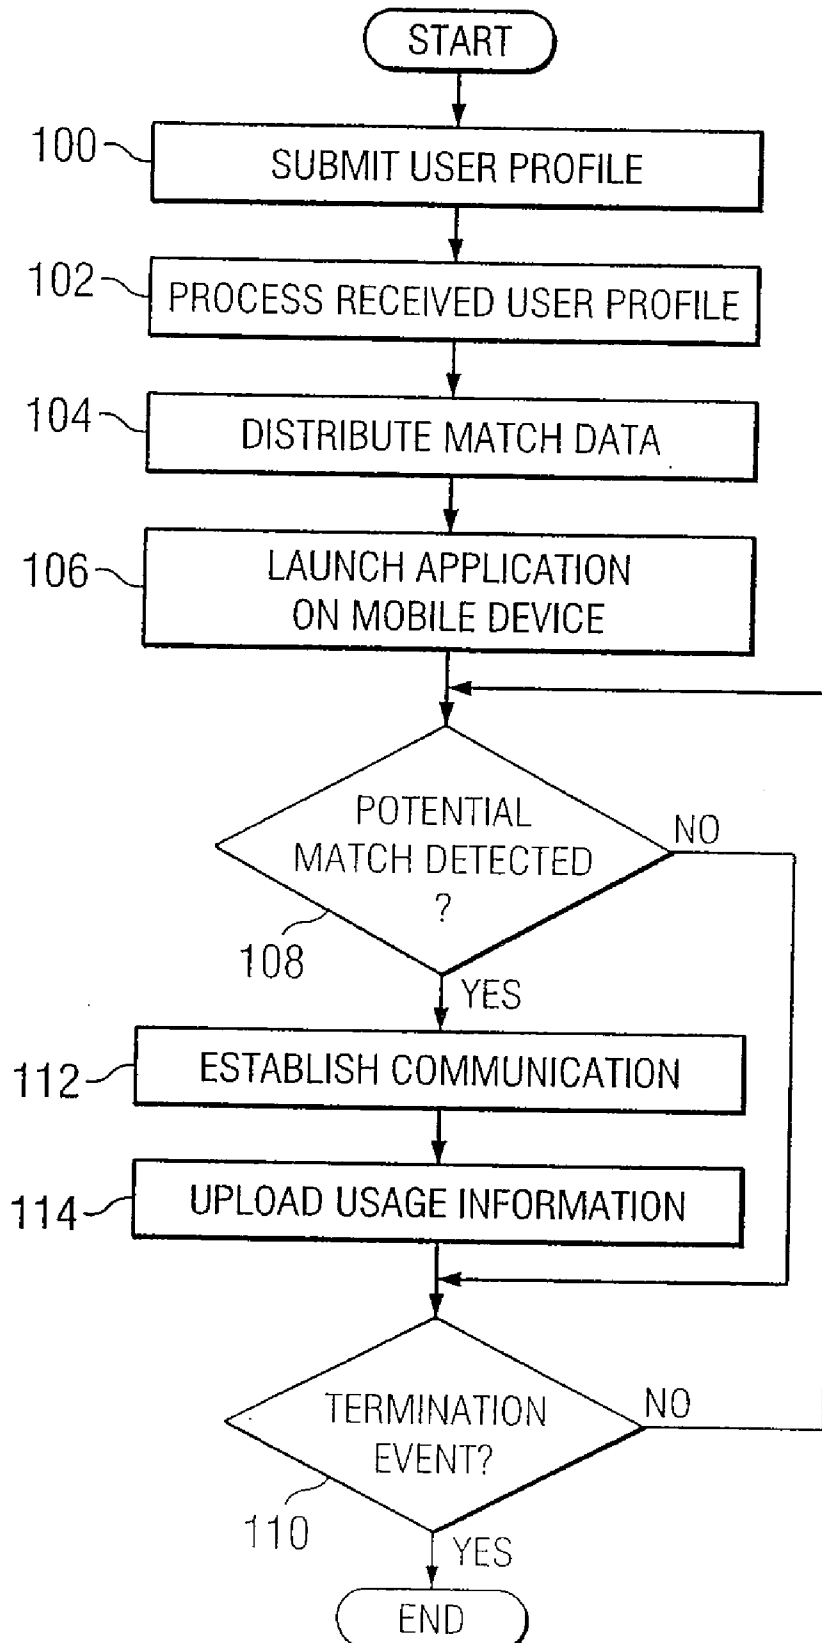 START
100
SUBMIT USER PROFILE
102
PROCESS RECEIVED USER PROFILE
104
DISTRIBUTE MATCH DATA
106
LAUNCH APPLICATION
ON MOBILE DEVICE
POTENTIAL
MATCH DETECTED
?
NO
108
YES
112
ESTABLISH COMMUNICATION
114
UPLOAD USAGE INFORMATION
TERMINATION
EVENT?
NO
110
YES
END